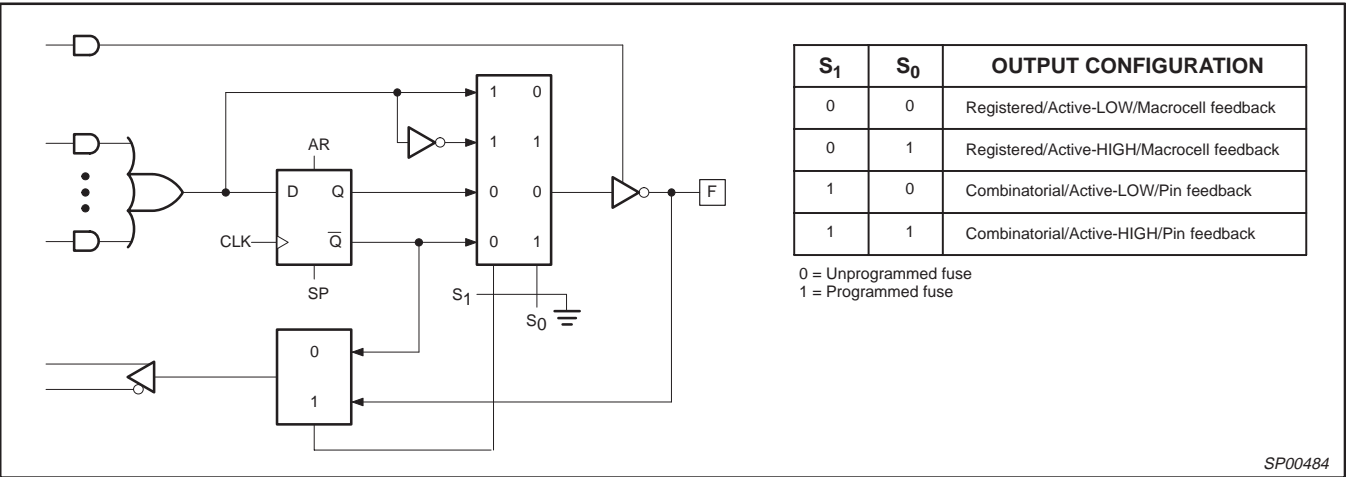 AR
D Q
CLK Q̅
SP
1 0
1 1
0 0
0 1
F
S₁
S₀
0
1
S₁ S₀ OUTPUT CONFIGURATION
0 0 Registered/Active-LOW/Macrocell feedback
0 1 Registered/Active-HIGH/Macrocell feedback
1 0 Combinatorial/Active-LOW/Pin feedback
1 1 Combinatorial/Active-HIGH/Pin feedback
0 = Unprogrammed fuse
1 = Programmed fuse
SP00484